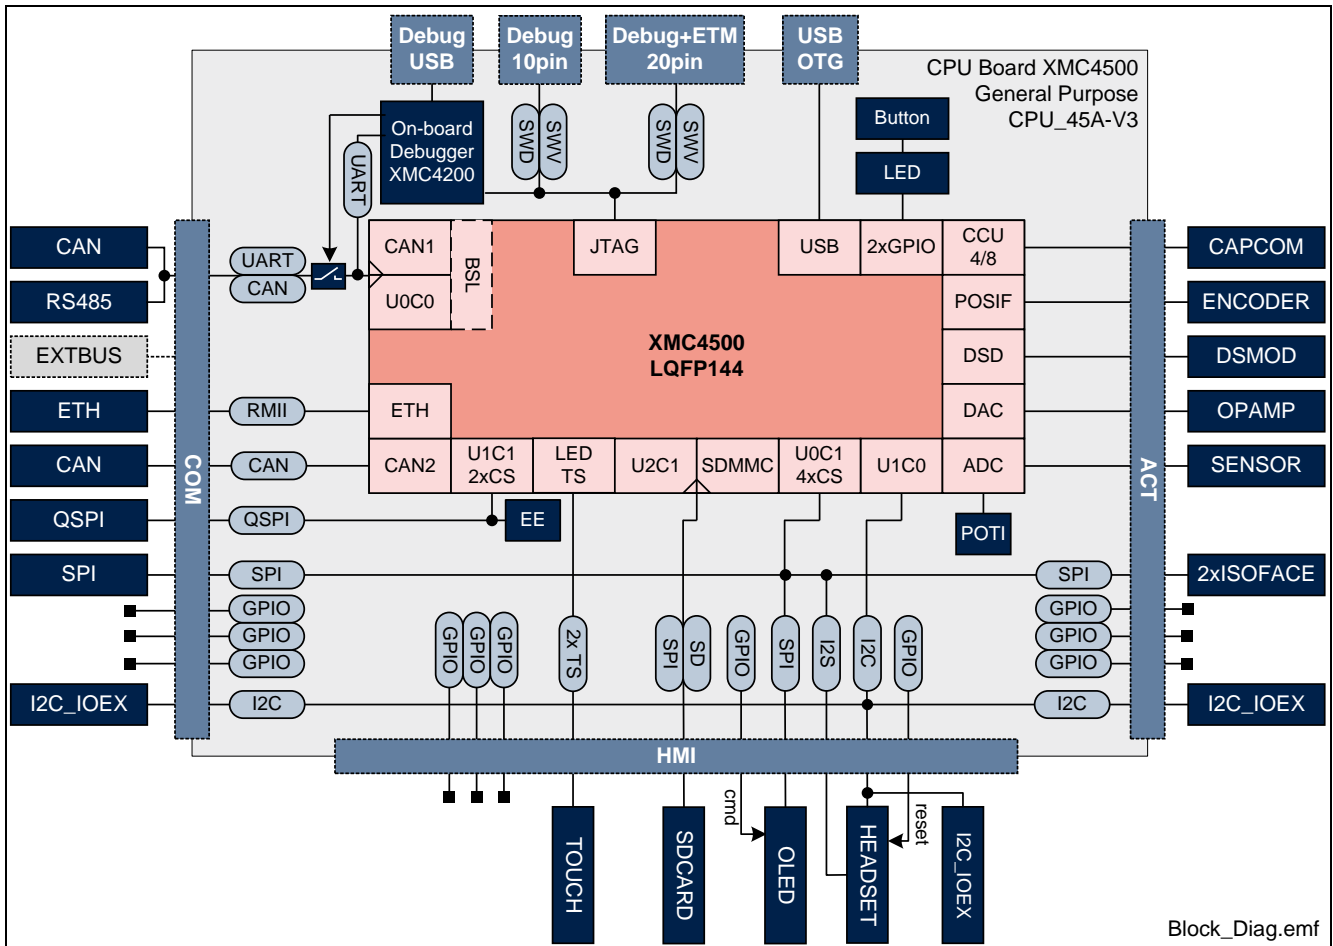 Debug
USB
Debug
10pin
Debug+ETM
20pin
USB
OTG
CPU Board XMC4500
General Purpose
CPU_45A-V3
On-board
Debugger
XMC4200
UART
SWD
SWV
SWD
SWV
Button
LED
CAN
RS485
EXTBUS
ETH
CAN
QSPI
SPI
I2C_IOEX
COM
UART
CAN
RMII
CAN
QSPI
SPI
GPIO
GPIO
GPIO
I2C
CAN1
BSL
U0C0
JTAG
USB
2xGPIO
CCU
4/8
POSIF
DSD
DAC
XMC4500
LQFP144
ETH
CAN2
U1C1
2xCS
LED
TS
U2C1
SDMMC
U0C1
4xCS
U1C0
ADC
EE
POTI
GPIO
GPIO
GPIO
2x TS
SPI
SD
GPIO
SPI
I2S
I2C
GPIO
SPI
GPIO
GPIO
GPIO
I2C
ACT
CAPCOM
ENCODER
DSMOD
OPAMP
SENSOR
2xISOFACE
I2C_IOEX
HMI
cmd
reset
TOUCH
SDCARD
OLED
HEADSET
I2C_IOEX
Block_Diag.emf